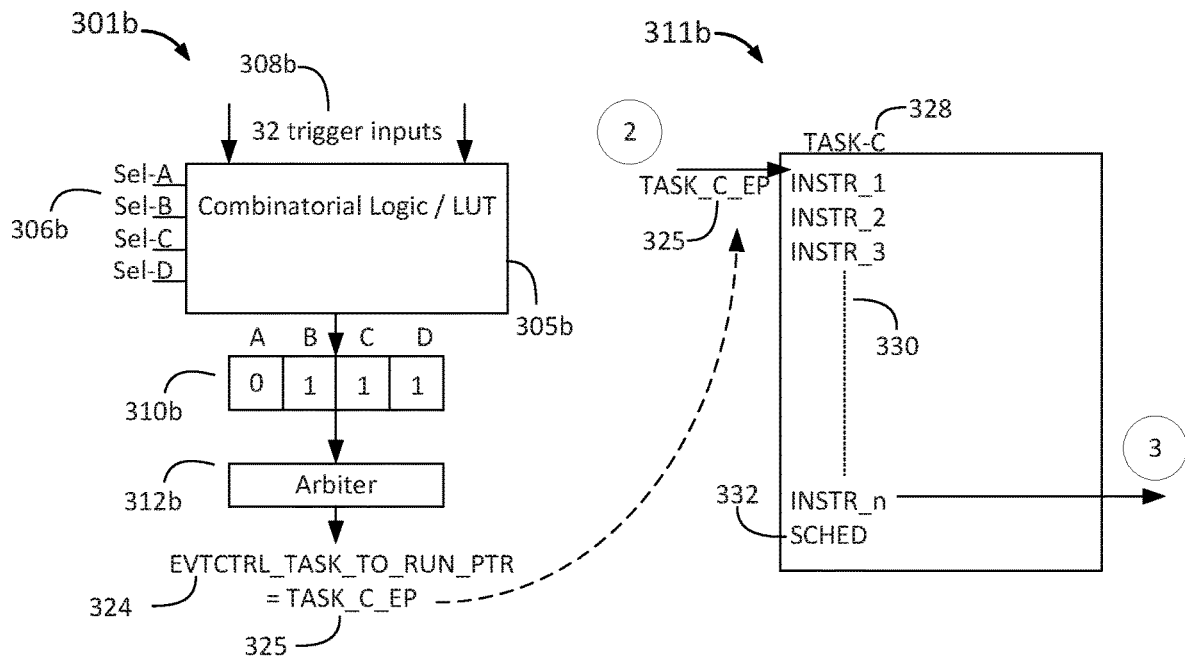 301b
308b
32 trigger inputs
Sel-A
Sel-B
Sel-C
Sel-D
306b
Combinatorial Logic / LUT
305b
A B C D
0 1 1 1
310b
312b
Arbiter
EVTCTRL_TASK_TO_RUN_PTR
324
= TASK_C_EP
325
311b
2
328
TASK-C
TASK_C_EP
325
INSTR_1
INSTR_2
INSTR_3
330
3
332
INSTR_n
SCHED